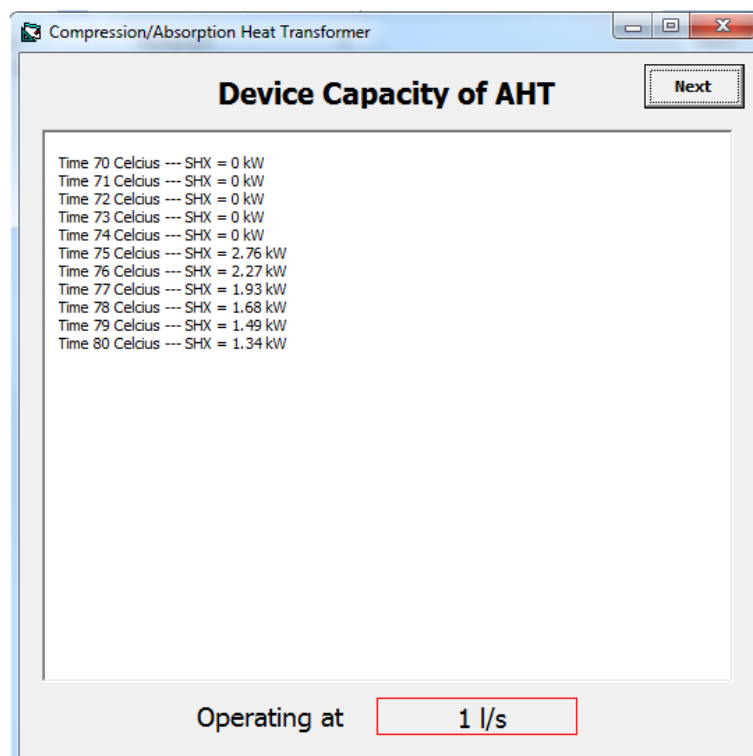 Compression/Absorption Heat Transformer
Device Capacity of AHT
Next
Time 70 Celcius --- SHX = 0 kW
Time 71 Celcius --- SHX = 0 kW
Time 72 Celcius --- SHX = 0 kW
Time 73 Celcius --- SHX = 0 kW
Time 74 Celcius --- SHX = 0 kW
Time 75 Celcius --- SHX = 2.76 kW
Time 76 Celcius --- SHX = 2.27 kW
Time 77 Celcius --- SHX = 1.93 kW
Time 78 Celcius --- SHX = 1.68 kW
Time 79 Celcius --- SHX = 1.49 kW
Time 80 Celcius --- SHX = 1.34 kW
Operating at 1 l/s